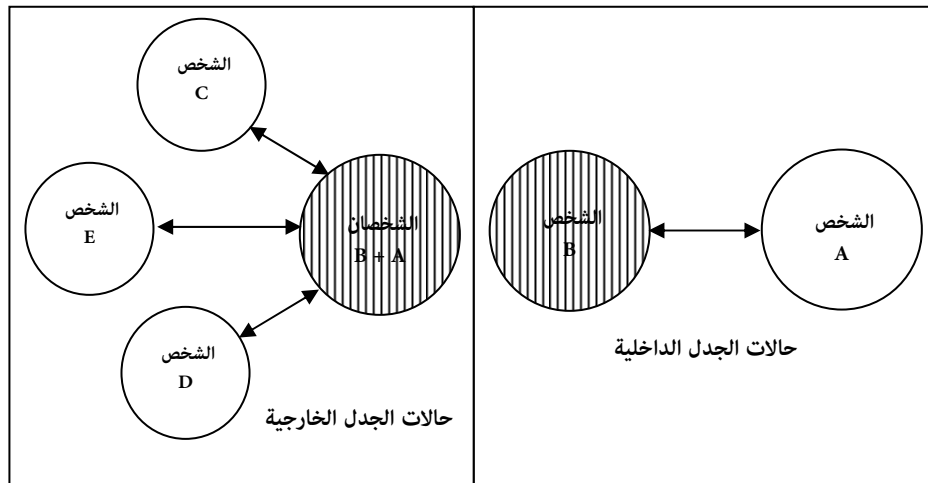 الشخص
A
الشخص
B
حالات الجدل الداخلية
الشخص
C
الشخصان
B + A
الشخص
E
الشخص
D
حالات الجدل الخارجية